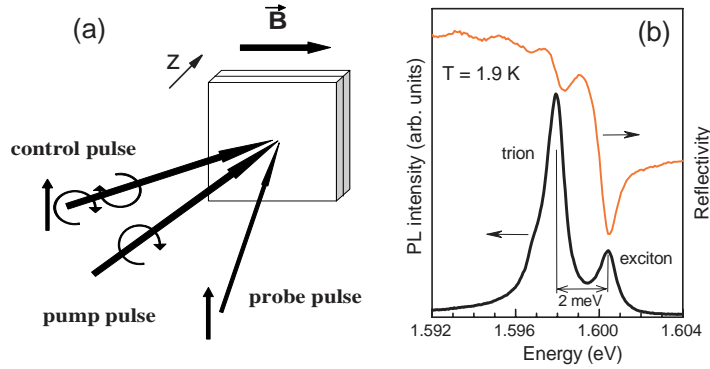 (a)
B
z
control pulse
pump pulse
probe pulse
(b)
T = 1.9 K
trion
exciton
2 meV
PL intensity (arb. units)
Reflectivity
1.592 1.596 1.600 1.604
Energy (eV)